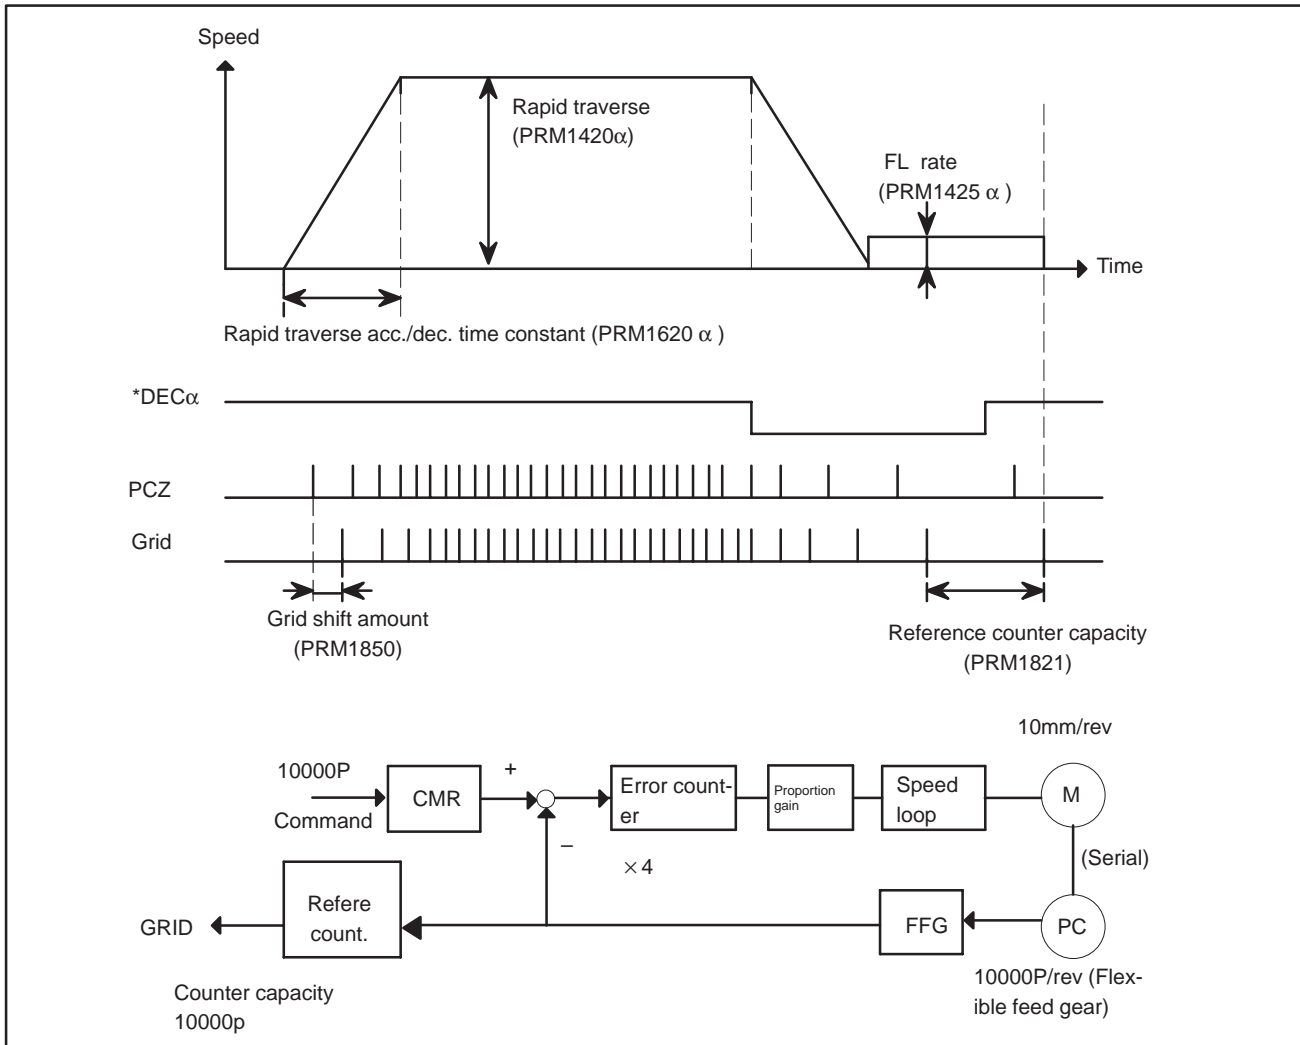 Speed
Rapid traverse
(PRM1420α)
FL rate
(PRM1425 α )
Time
Rapid traverse acc./dec. time constant (PRM1620 α )
*DECα
PCZ
Grid
Grid shift amount
(PRM1850)
Reference counter capacity
(PRM1821)
10mm/rev
10000P
Command
CMR
+
−
Error count-
er
×4
Proportion
gain
Speed
loop
M
(Serial)
GRID
Refere
count.
FFG
PC
Counter capacity
10000p
10000P/rev (Flex-
ible feed gear)